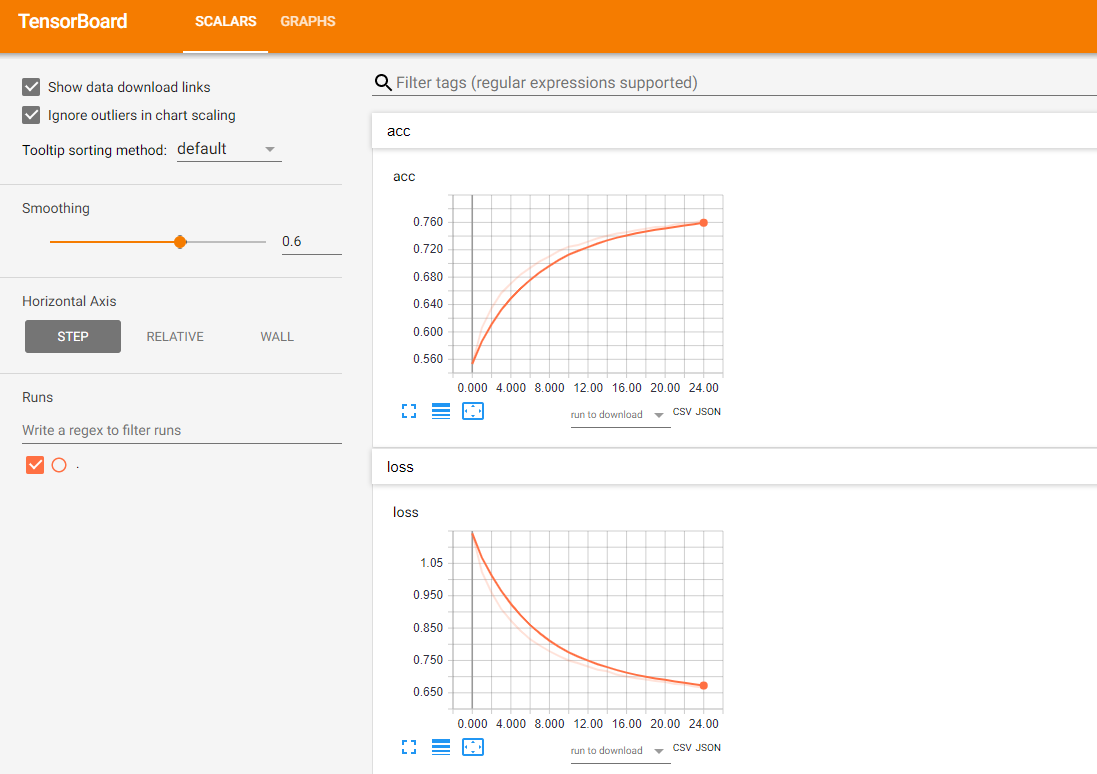 TensorBoard SCALARS GRAPHS
Show data download links
Ignore outliers in chart scaling
Tooltip sorting method: default
Smoothing
0.6
Horizontal Axis
STEP RELATIVE WALL
Runs
Write a regex to filter runs
.
Filter tags (regular expressions supported)
acc
acc
0.760
0.720
0.680
0.640
0.600
0.560
0.000 4.000 8.000 12.00 16.00 20.00 24.00
run to download CSV JSON
loss
loss
1.05
0.950
0.850
0.750
0.650
0.000 4.000 8.000 12.00 16.00 20.00 24.00
run to download CSV JSON